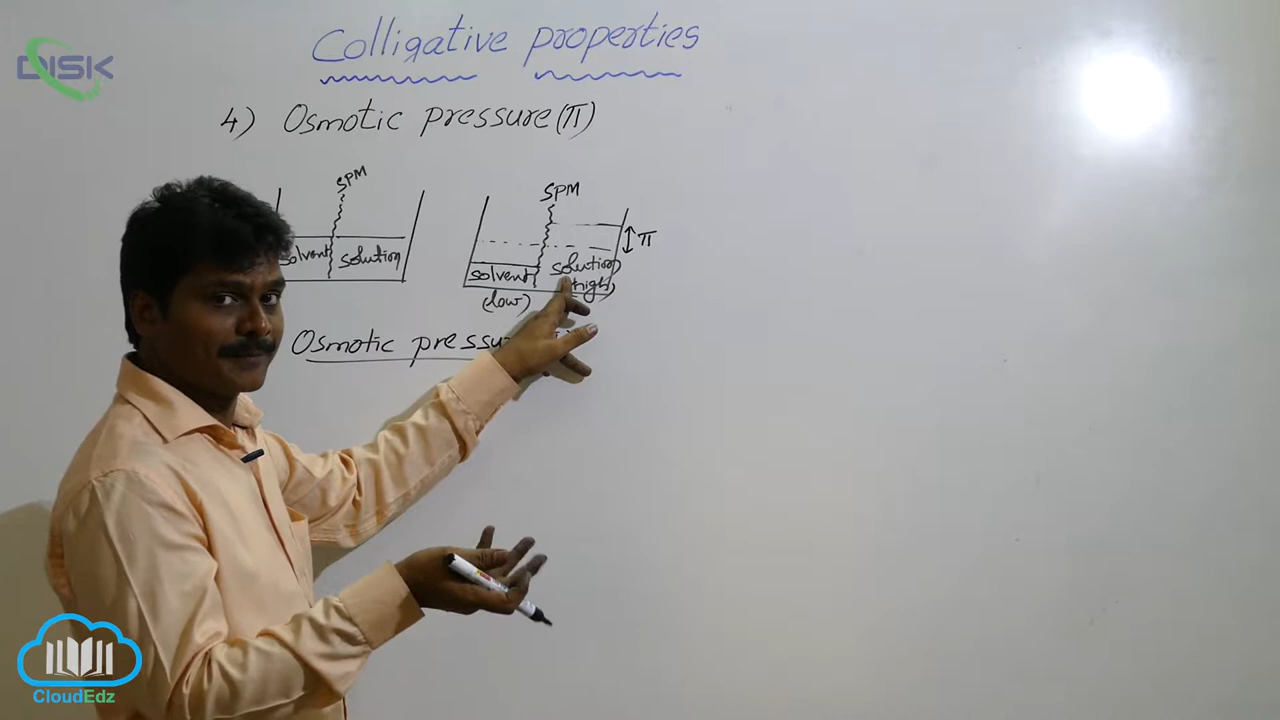 Colligative properties
DISK
4) Osmotic pressure (π)
SPM
SPM
solvent
solution
π
solvent
solution
(low)
high)
Osmotic pressu
CloudEdz